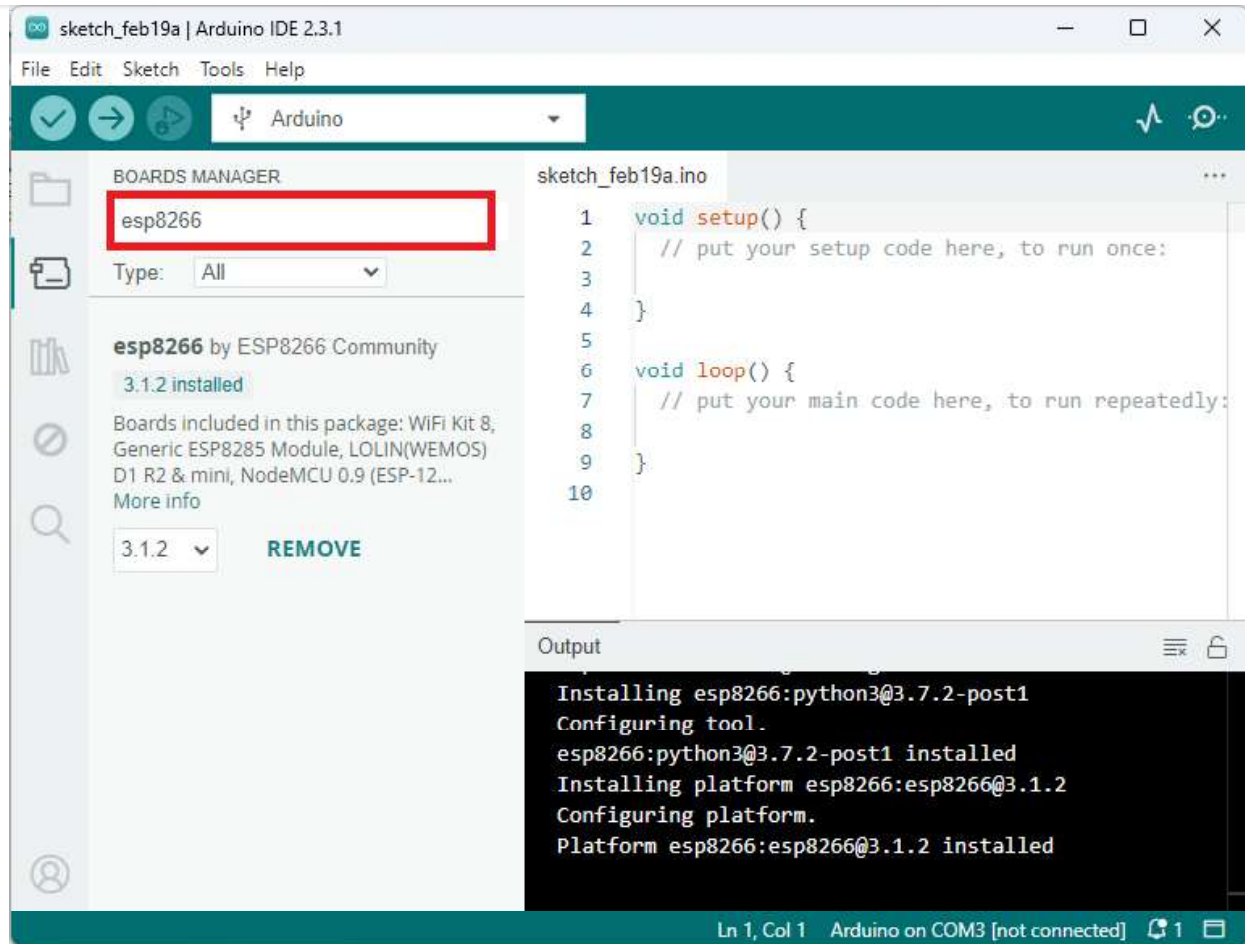 sketch_feb19a | Arduino IDE 2.3.1
File Edit Sketch Tools Help
Arduino
BOARDS MANAGER
esp8266
Type: All
esp8266 by ESP8266 Community
3.1.2 installed
Boards included in this package: WiFi Kit 8,
Generic ESP8285 Module, LOLIN(WEMOS)
D1 R2 & mini, NodeMCU 0.9 (ESP-12...
More info
3.1.2 REMOVE
sketch_feb19a.ino
...
1 void setup() {
2 // put your setup code here, to run once:
3
4 }
5
6 void loop() {
7 // put your main code here, to run repeatedly:
8
9 }
10
Output
Installing esp8266:python3@3.7.2-post1
Configuring tool.
esp8266:python3@3.7.2-post1 installed
Installing platform esp8266:esp8266@3.1.2
Configuring platform.
Platform esp8266:esp8266@3.1.2 installed
Ln 1, Col 1 Arduino on COM3 [not connected] 1